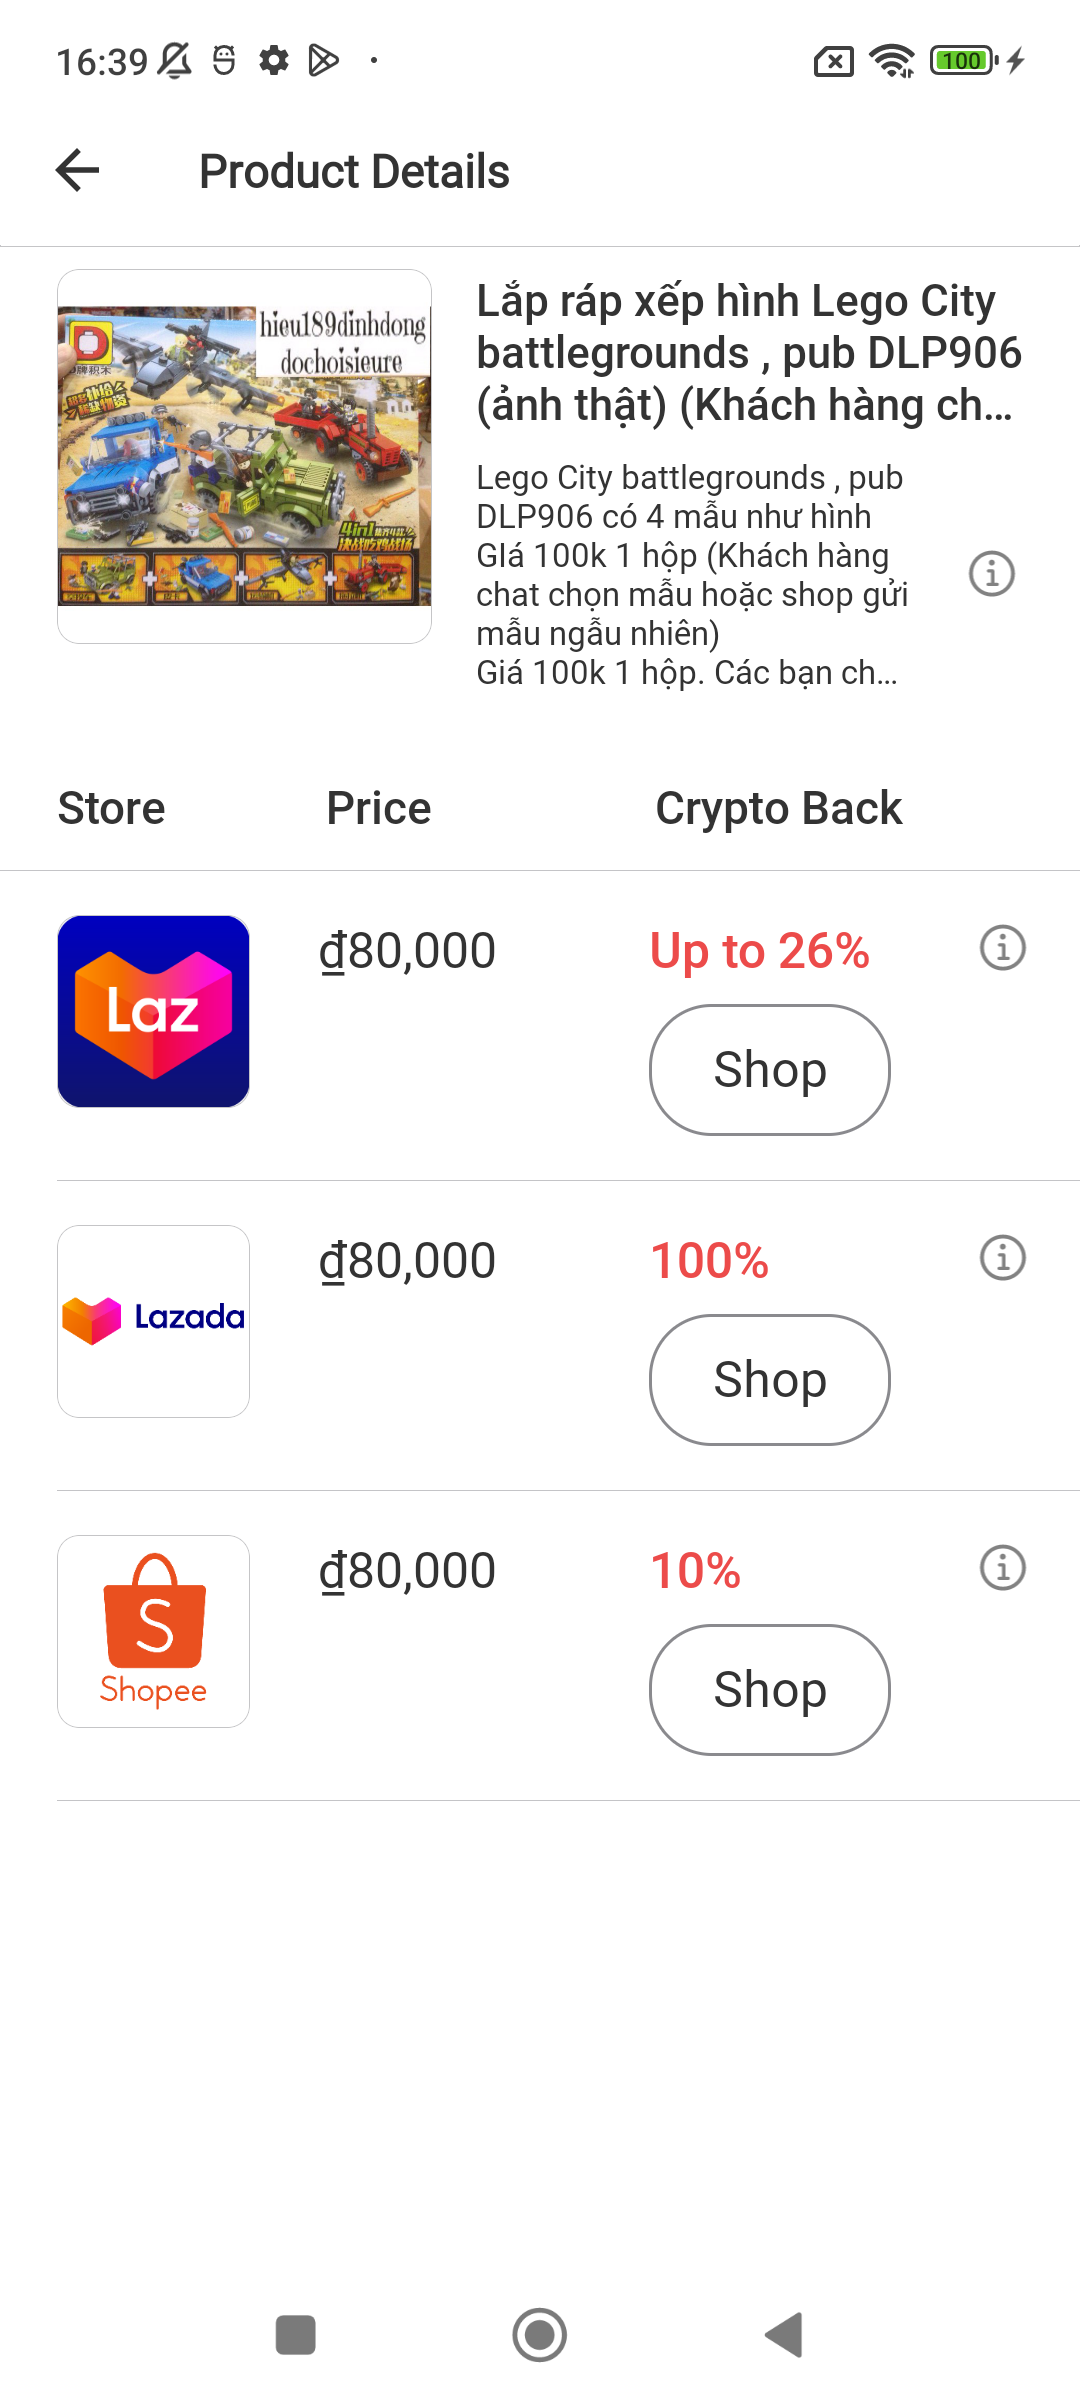 16:39
100
Product Details
hieu189dinhdong
dochoisieure
Lắp ráp xếp hình Lego City
battlegrounds , pub DLP906
(ảnh thật) (Khách hàng ch...
Lego City battlegrounds , pub
DLP906 có 4 mẫu như hình
GIá 100k 1 hộp (Khách hàng
chat chọn mẫu hoặc shop gửi
mẫu ngẫu nhiên)
Giá 100k 1 hộp. Các bạn ch...
4in1
Store Price Crypto Back
Laz
₫80,000 Up to 26%
Shop
Lazada
₫80,000 100%
Shop
S
Shopee
₫80,000 10%
Shop